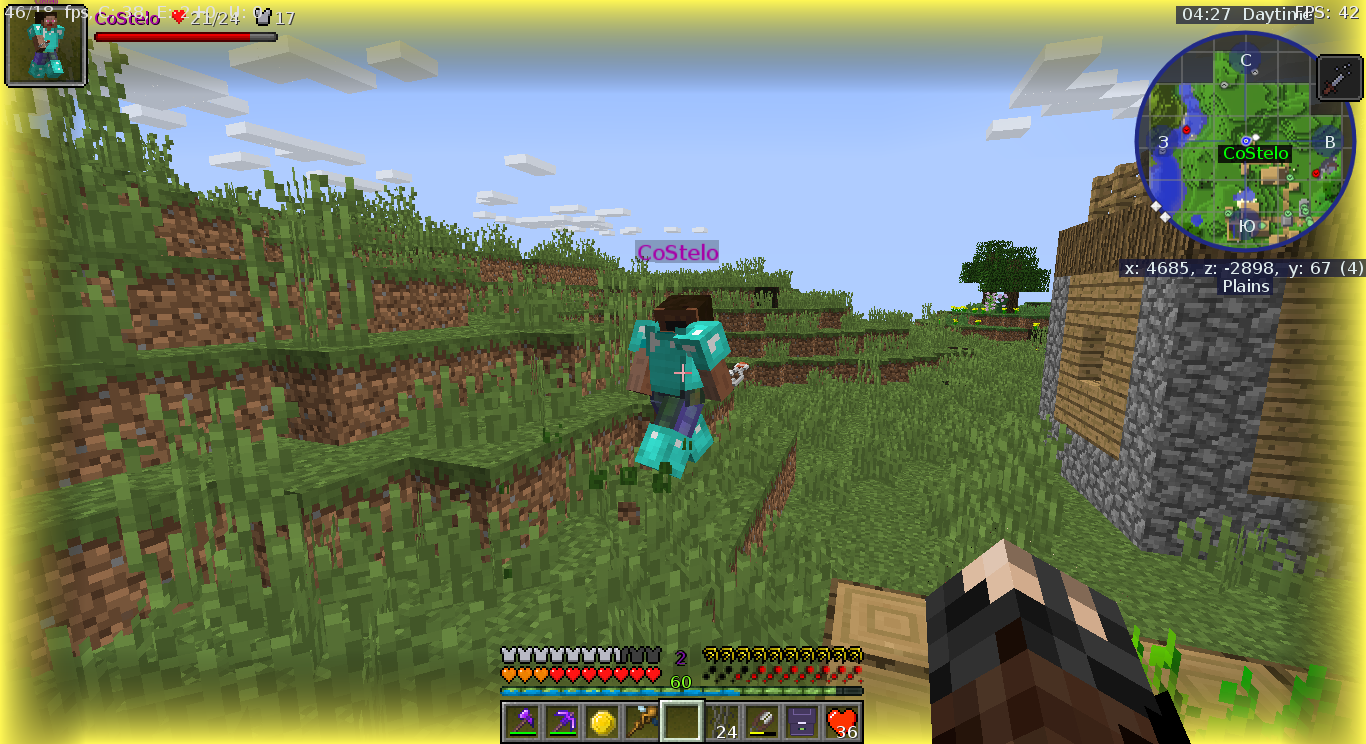 CoStelo 21/24 17
04:27 Daytime
FPS: 42
С
З
В
CoStelo
Ю
x: 4685, z: -2898, y: 67 (4)
Plains
CoStelo
2
60
24
36